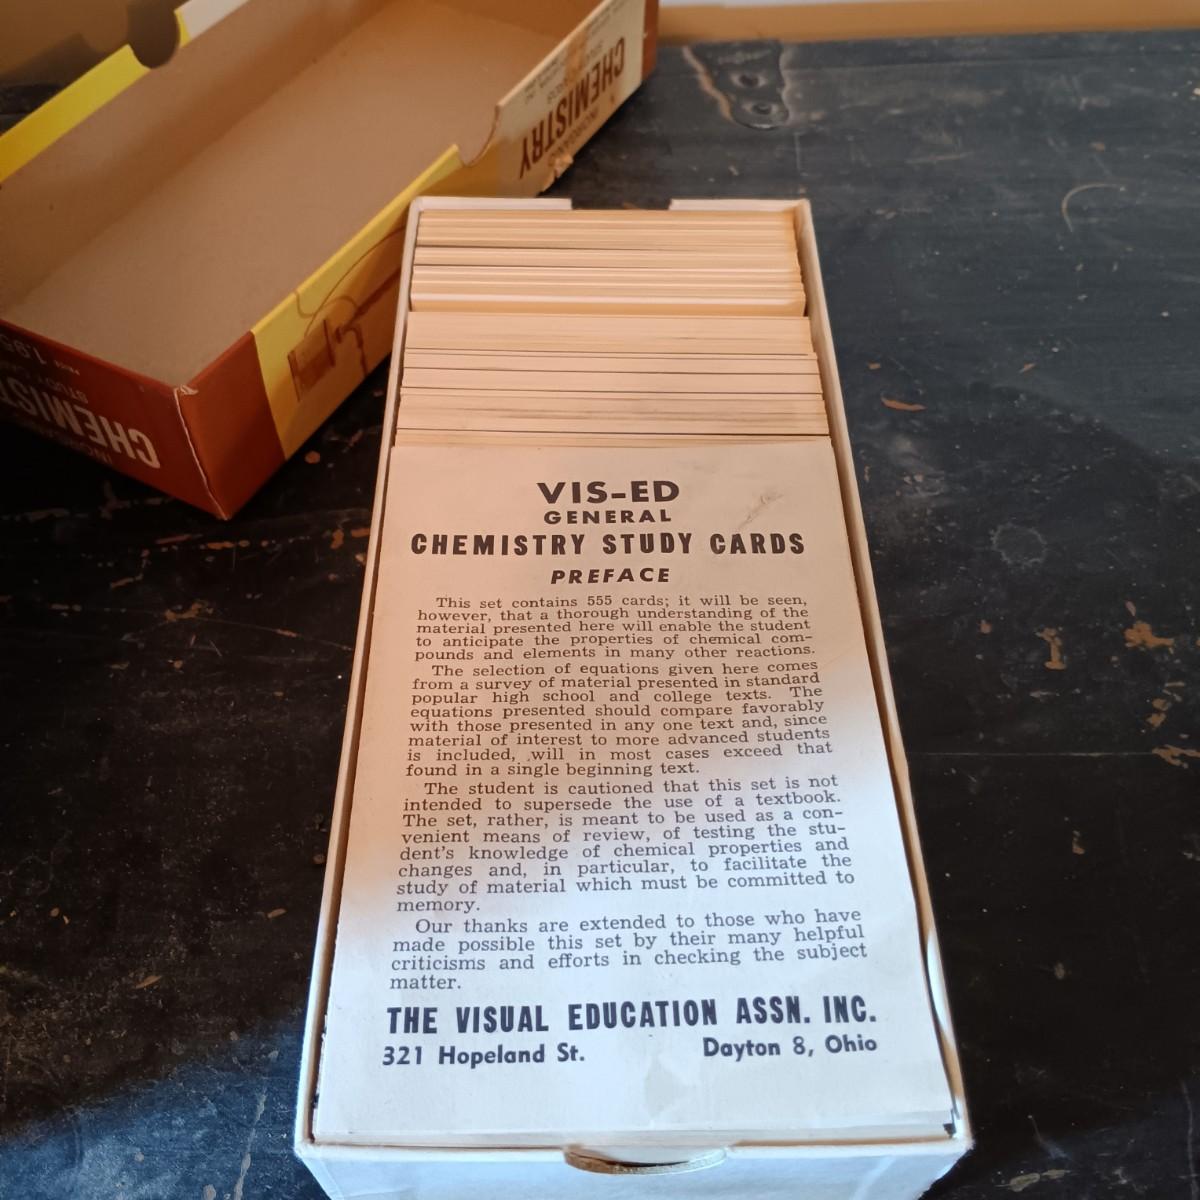 CHEMISTRY
CHEMIST
STUDY CA
1.95
VIS-ED
GENERAL
CHEMISTRY STUDY CARDS
PREFACE
This set contains 555 cards; it will be seen,
however, that a thorough understanding of the
material presented here will enable the student
to anticipate the properties of chemical com-
pounds and elements in many other reactions.
The selection of equations given here comes
from a survey of material presented in standard
popular high school and college texts. The
equations presented should compare favorably
with those presented in any one text and, since
material of interest to more advanced students
is included, will in most cases exceed that
found in a single beginning text.
The student is cautioned that this set is not
intended to supersede the use of a textbook.
The set, rather, is meant to be used as a con-
venient means of review, of testing the stu-
dent's knowledge of chemical properties and
changes and, in particular, to facilitate the
study of material which must be committed to
memory.
Our thanks are extended to those who have
made possible this set by their many helpful
criticisms and efforts in checking the subject
matter.
THE VISUAL EDUCATION ASSN. INC.
321 Hopeland St. Dayton 8, Ohio